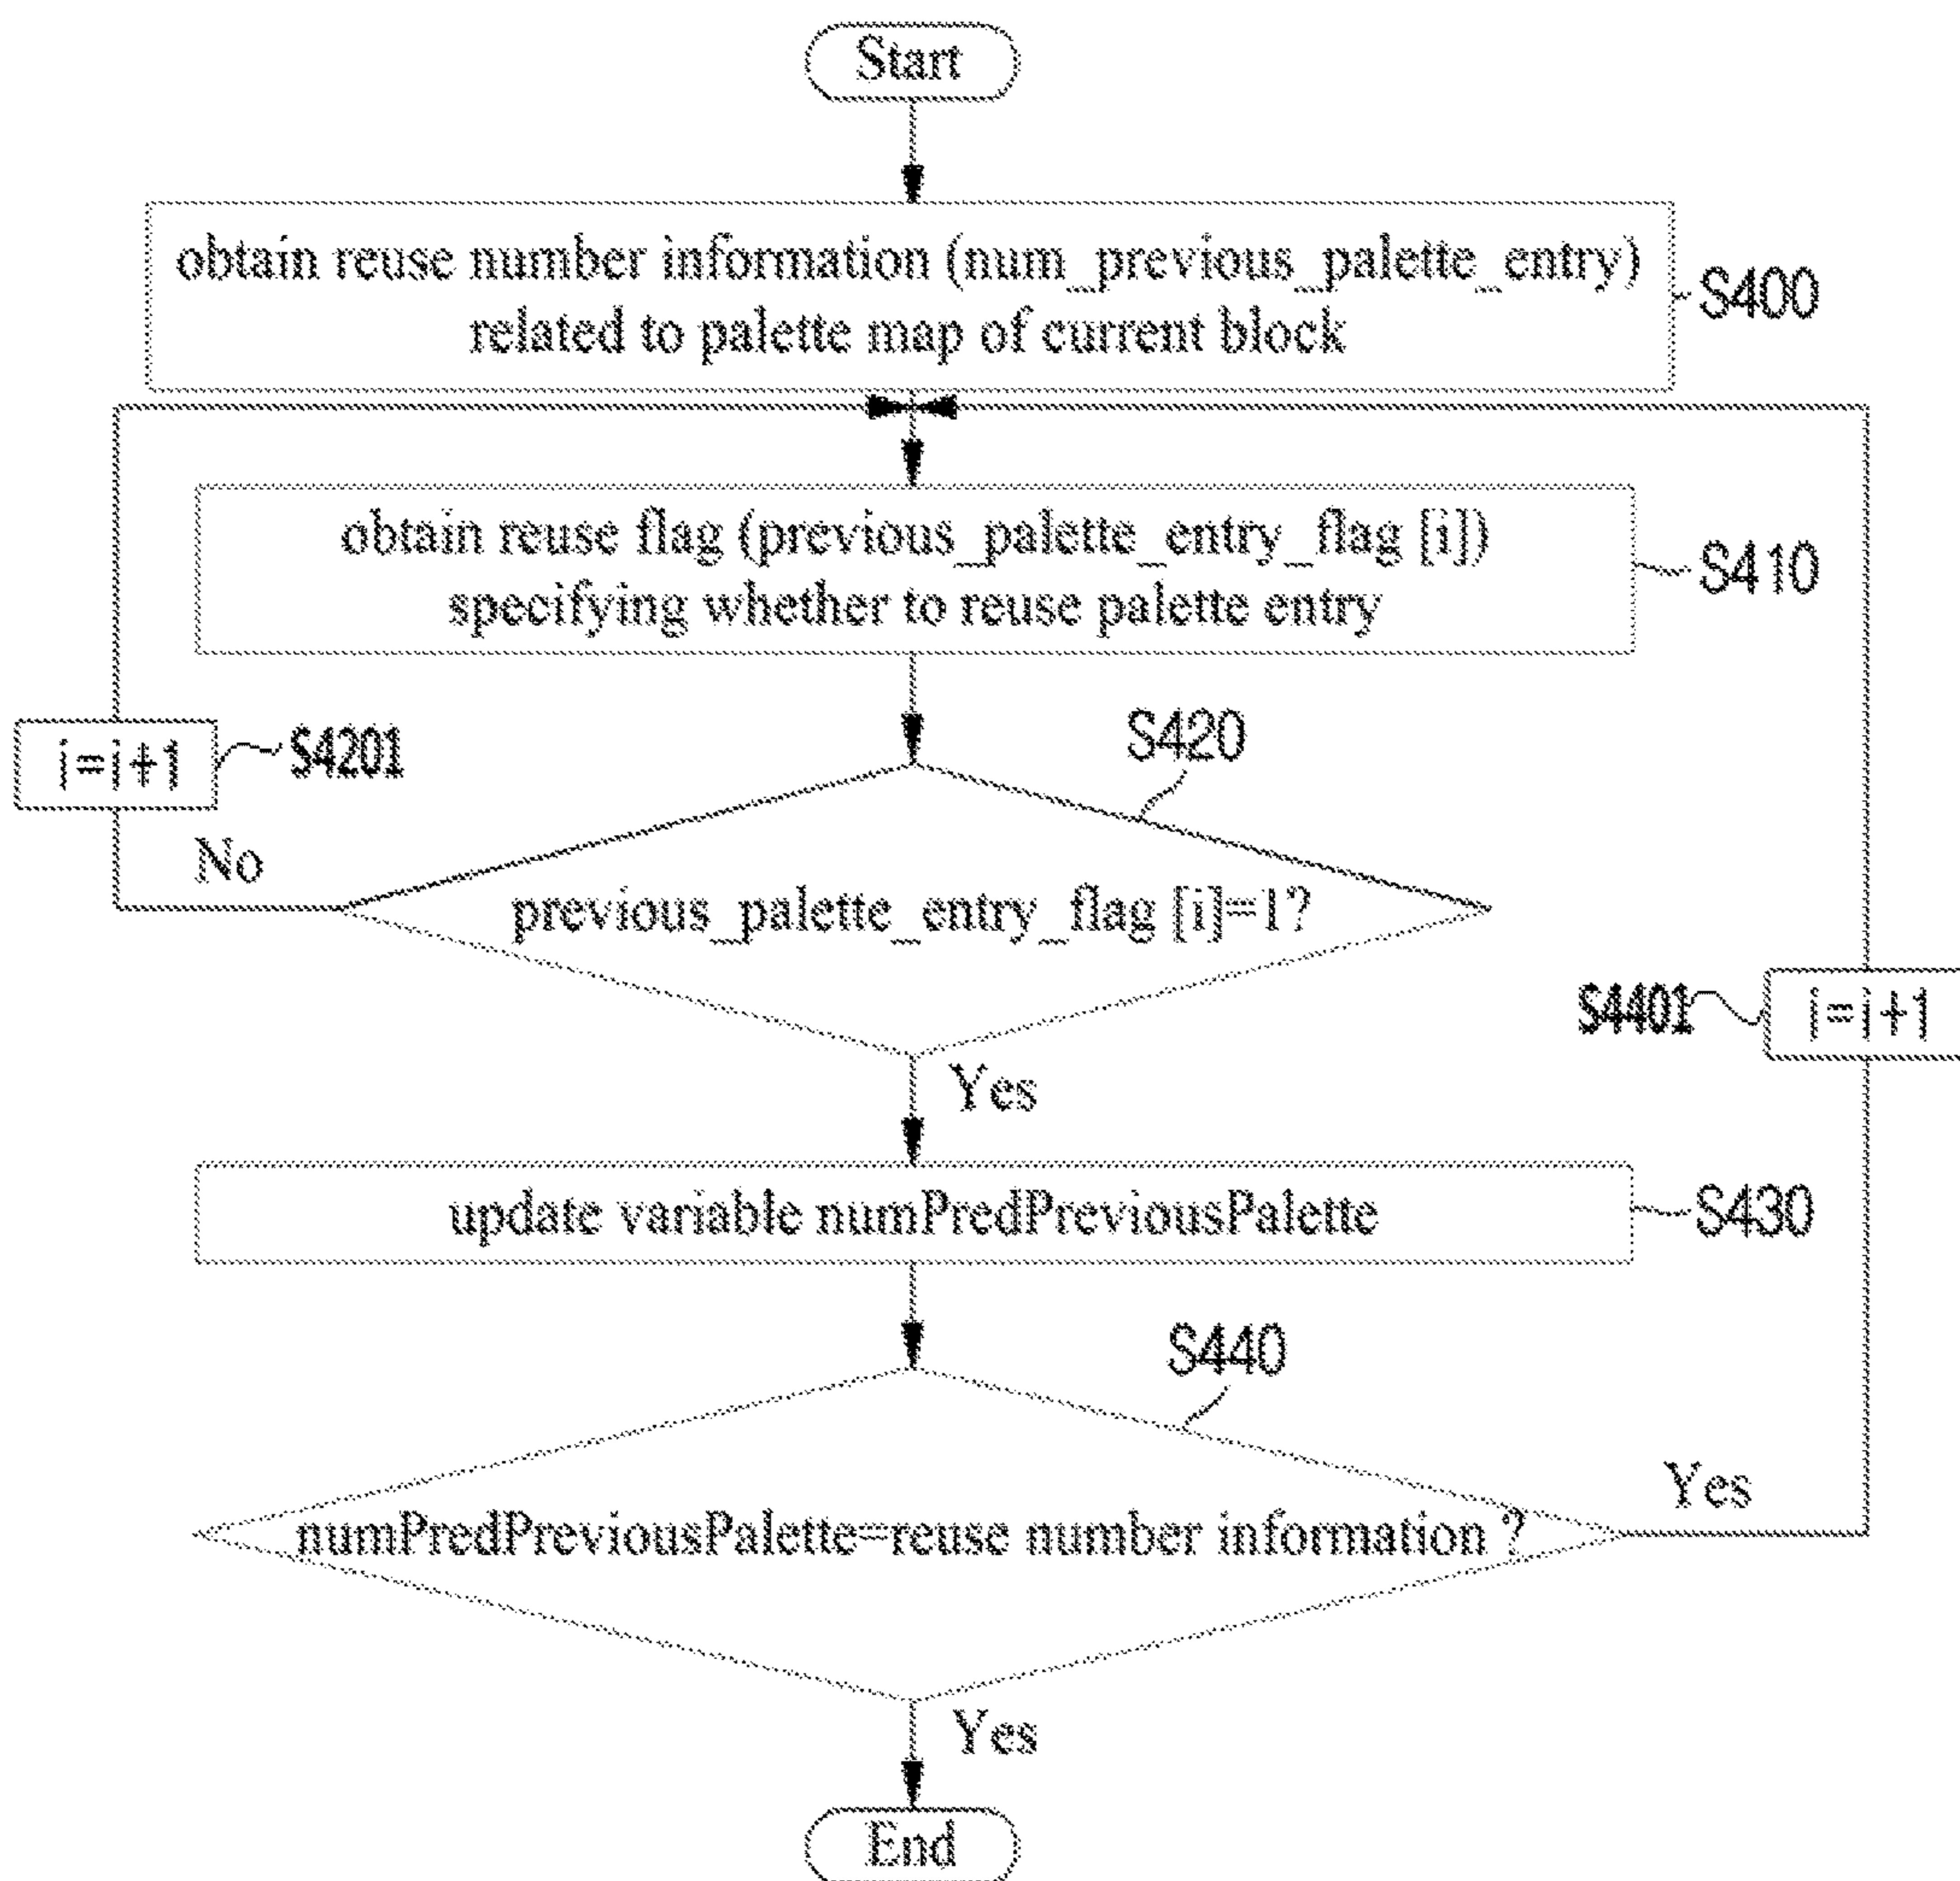 Start
obtain reuse number information (num_previous_palette_entry)
related to palette map of current block
S400
obtain reuse flag (previous_palette_entry_flag [i])
specifying whether to reuse palette entry
S410
i=i+1
S4201
S420
No
previous_palette_entry_flag [i]=1?
S4401
i=i+1
Yes
update variable numPredPreviousPalette
S430
S440
Yes
numPredPreviousPalette=reuse number information ?
Yes
End